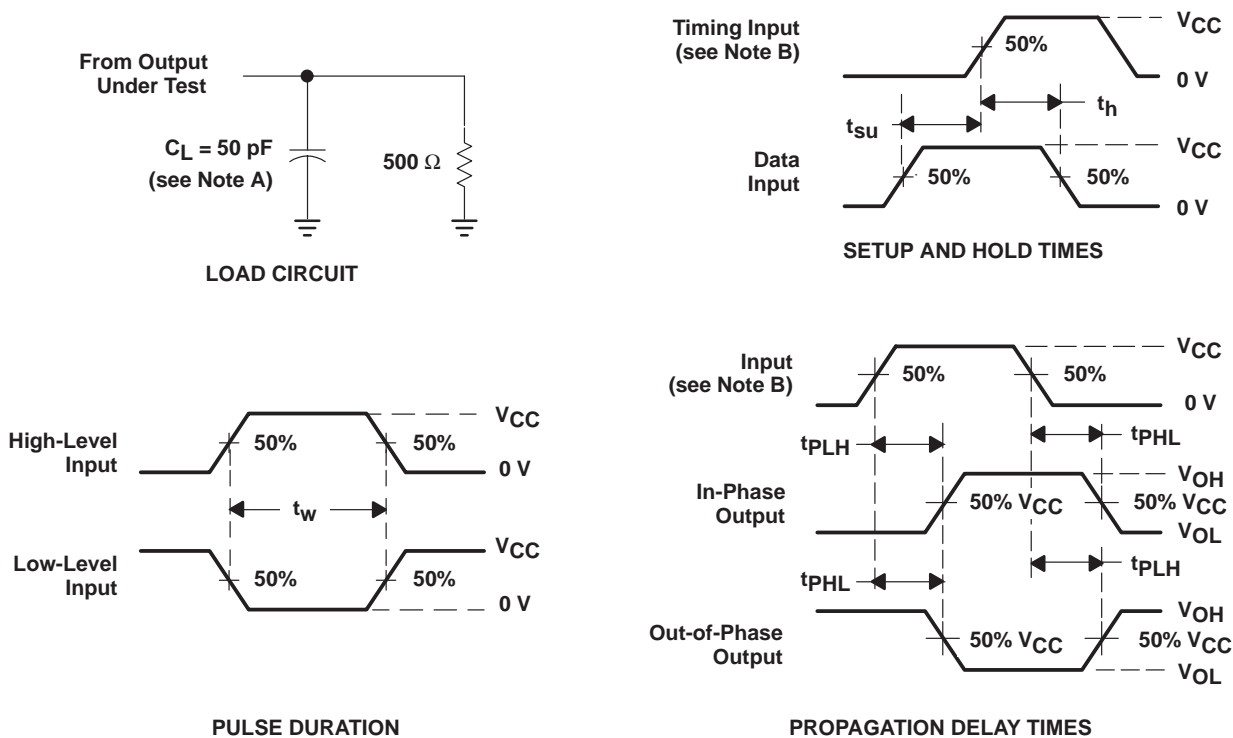 From Output
Under Test
CL = 50 pF
(see Note A)
500 Ω
LOAD CIRCUIT
Timing Input
(see Note B)
50%
VCC
0 V
th
tsu
Data
Input
50%
50%
VCC
0 V
SETUP AND HOLD TIMES
High-Level
Input
50%
50%
VCC
0 V
tw
Low-Level
Input
50%
50%
VCC
0 V
PULSE DURATION
Input
(see Note B)
50%
50%
VCC
0 V
tPLH
tPHL
In-Phase
Output
50% VCC
VOH
50% VCC
VOL
tPHL
tPLH
Out-of-Phase
Output
50% VCC
VOH
50% VCC
VOL
PROPAGATION DELAY TIMES